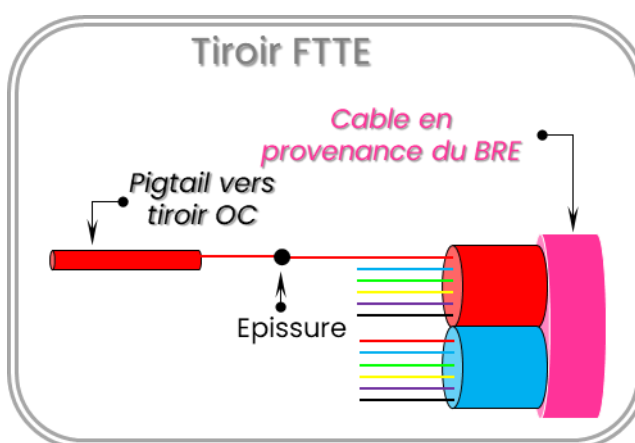 Tiroir FTTE
Cable en
provenance du BRE
Pigtail vers
tiroir OC
Epissure